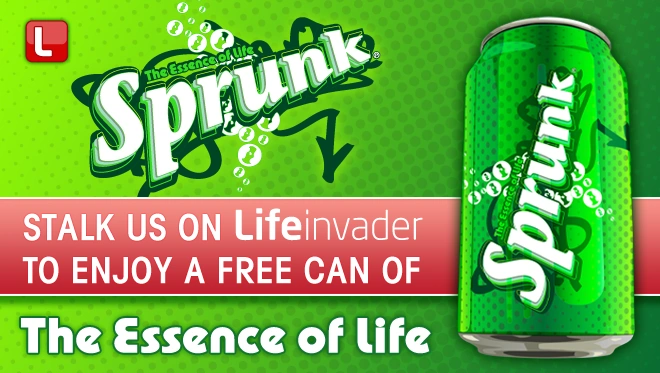 L
The Essence of Life
Sprunk®
STALK US ON Lifeinvader
TO ENJOY A FREE CAN OF
The Essence of Life
The Essence of Life
Sprunk